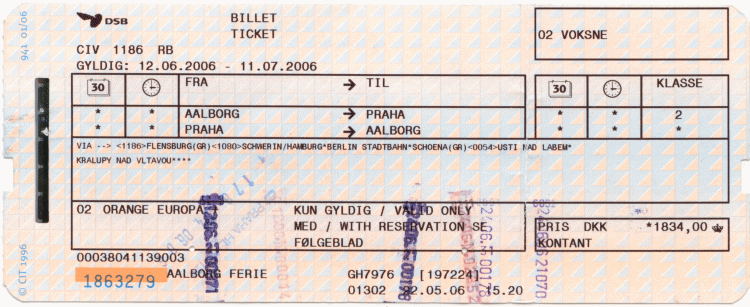 941 01/06
© CIT 1996
DSB
BILLET
TICKET
02 VOKSNE
CIV 1186 RB
GYLDIG: 12.06.2006 - 11.07.2006
30 FRA → TIL 30 KLASSE
* * AALBORG → PRAHA * * 2
* * PRAHA → AALBORG * * *
VIA --> <1186>FLENSBURG(GR)<1080>SCHWERIN/HAMBURG*BERLIN STADTBAHN*SCHOENA(GR)<0054>USTI NAD LABEM*
KRALUPY NAD VLTAVOU****
02 ORANGE EUROPA
KUN GYLDIG / VALID ONLY
MED / WITH RESERVATION SE
FØLGEBLAD
PRIS DKK *1834,00
KONTANT
00038041139003
1863279
AALBORG FERIE
GH7976 [197224]
01302 22.05.06 15.20